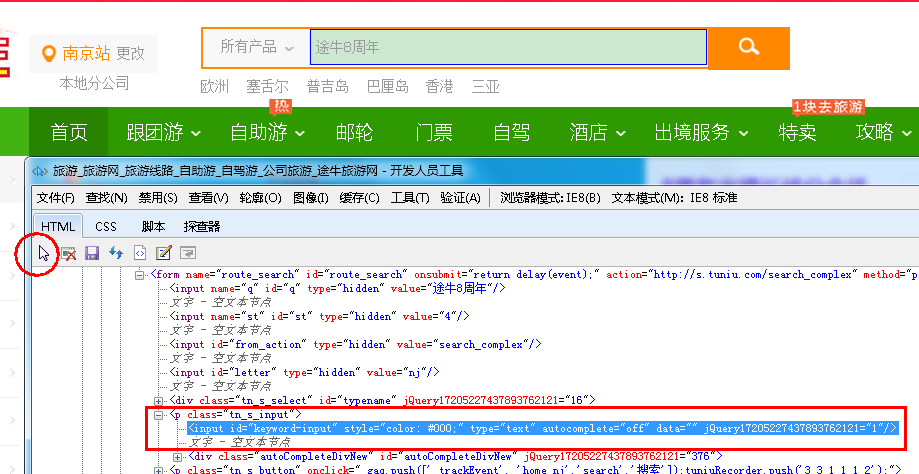 南京站 更改
本地分公司
所有产品
途牛8周年
欧洲 塞舌尔 普吉岛 巴厘岛 香港 三亚
热
1块去旅游
首页 跟团游 自助游 邮轮 门票 自驾 酒店 出境服务 特卖 攻略
旅游_旅游网_旅游线路_自助游_自驾游_公司旅游_途牛旅游网 - 开发人员工具
文件(F) 查找(N) 禁用(S) 查看(V) 轮廓(O) 图像(I) 缓存(C) 工具(T) 验证(A) 浏览器模式: IE8(B) 文本模式(M): IE8 标准
HTML CSS 脚本 探查器
<form name="route_search" id="route_search" onsubmit="return delay(event);" action="http://s.tuniu.com/search_complex" method="p
<input name="q" id="q" type="hidden" value="途牛8周年"/>
文字 - 空文本节点
<input name="st" id="st" type="hidden" value="4"/>
文字 - 空文本节点
<input id="from_action" type="hidden" value="search_complex"/>
文字 - 空文本节点
<input id="letter" type="hidden" value="nj"/>
文字 - 空文本节点
<div class="tn_s_select" id="typename" jQuery17205227437893762121="16">
<p class="tn_s_input">
<input id="keyword-input" style="color: #000;" type="text" autocomplete="off" data="" jQuery17205227437893762121="1"/>
文字 - 空文本节点
<div class="autoCompleteDivNew" jQuery17205227437893762121="376">
<p class="tn_s_button" onclick="_gaq.push(['_trackEvent', 'home_nj','search','搜索']);tuniuRecorder.push('3_3_1_1_1_2');">